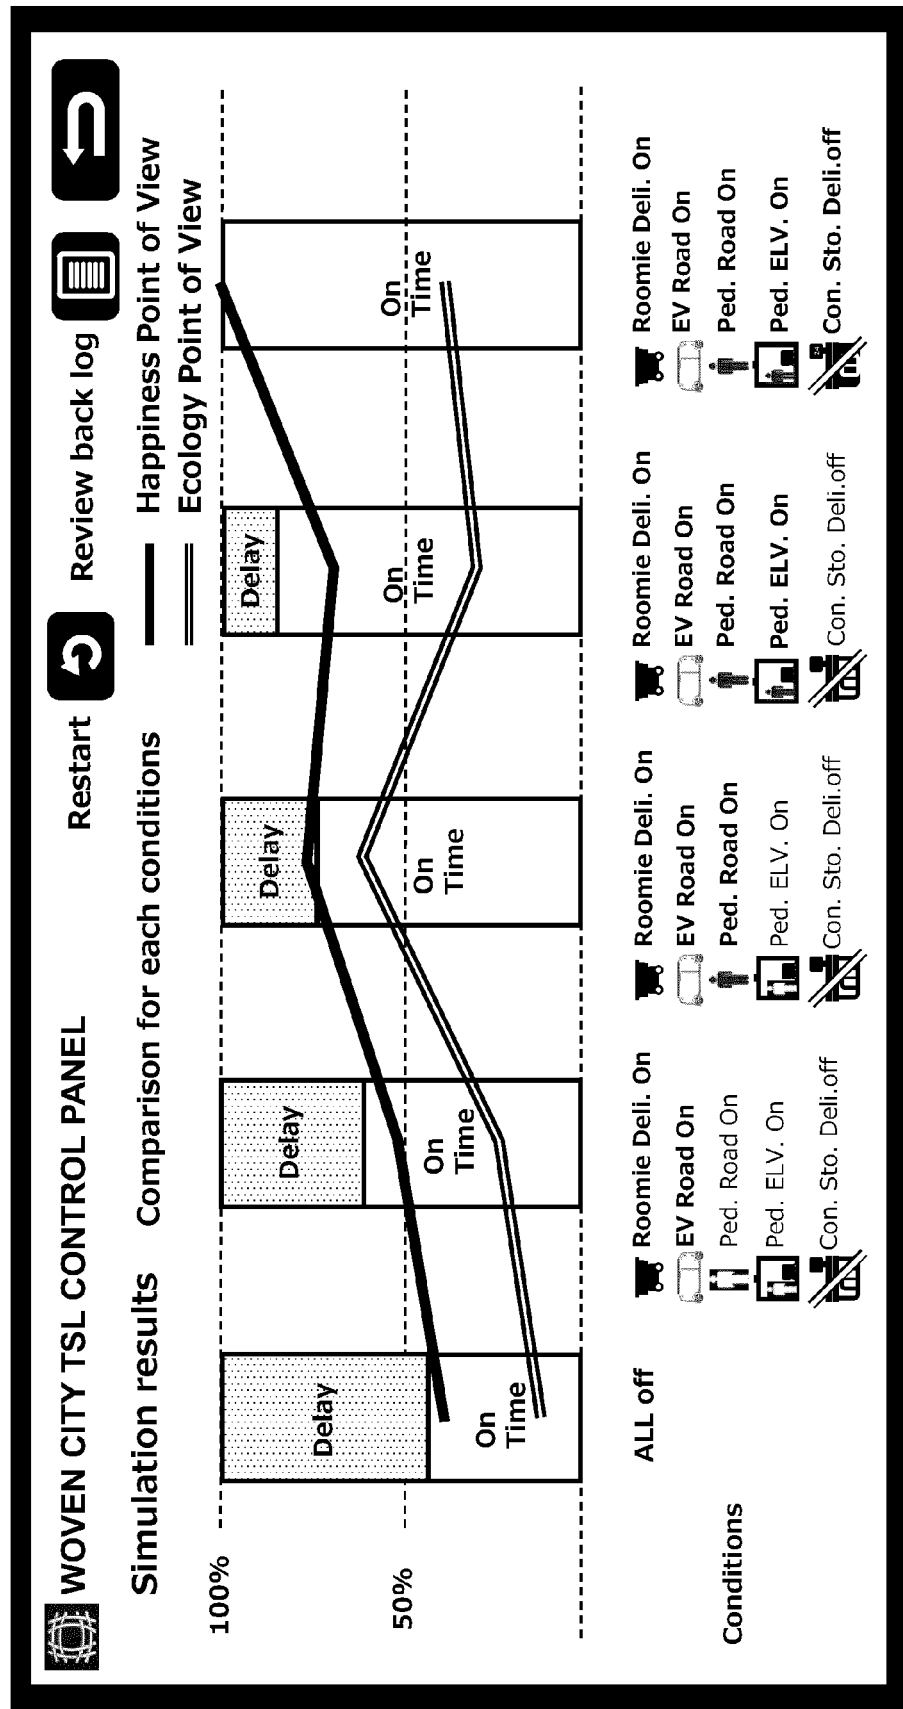 WOVEN CITY TSL CONTROL PANEL
Restart
Review back log
Simulation results
Comparison for each conditions
Happiness Point of View
Ecology Point of View
100%
50%
Delay
On
Time
Delay
On
Time
Delay
On
Time
Delay
On
Time
On
Time
Conditions
ALL off
Roomie Deli. On
EV Road On
Ped. Road On
Ped. ELV. On
Con. Sto. Deli.off
Roomie Deli. On
EV Road On
Ped. Road On
Ped. ELV. On
Con. Sto. Deli.off
Roomie Deli. On
EV Road On
Ped. Road On
Ped. ELV. On
Con. Sto. Deli.off
Roomie Deli. On
EV Road On
Ped. Road On
Ped. ELV. On
Con. Sto. Deli.off